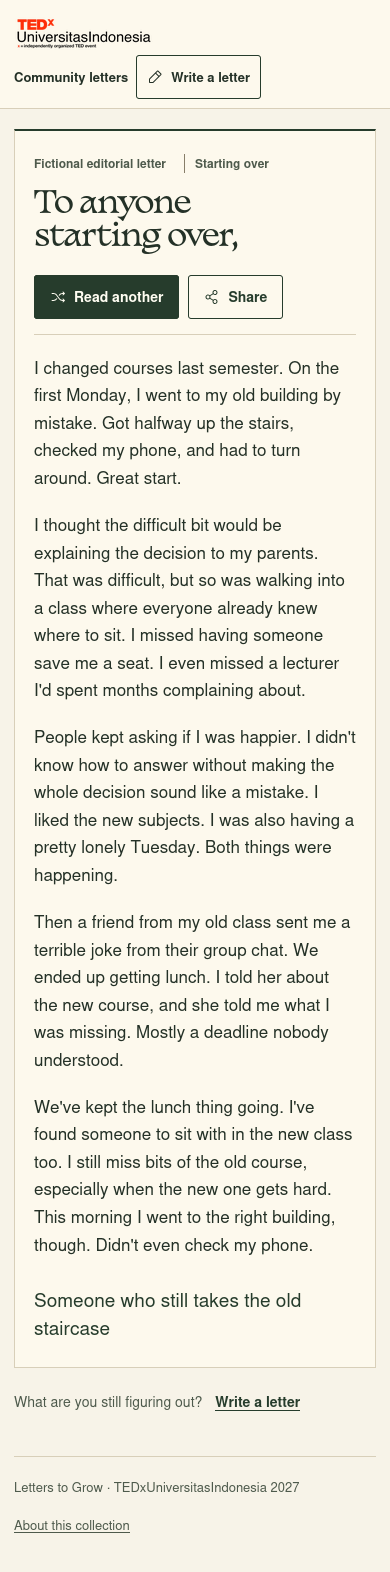 TEDx
UniversitasIndonesia
x = independently organized TED event
Community letters
Write a letter
Fictional editorial letter
Starting over
To anyone
starting over,
Read another
Share
I changed courses last semester. On the
first Monday, I went to my old building by
mistake. Got halfway up the stairs,
checked my phone, and had to turn
around. Great start.
I thought the difficult bit would be
explaining the decision to my parents.
That was difficult, but so was walking into
a class where everyone already knew
where to sit. I missed having someone
save me a seat. I even missed a lecturer
I'd spent months complaining about.
People kept asking if I was happier. I didn't
know how to answer without making the
whole decision sound like a mistake. I
liked the new subjects. I was also having a
pretty lonely Tuesday. Both things were
happening.
Then a friend from my old class sent me a
terrible joke from their group chat. We
ended up getting lunch. I told her about
the new course, and she told me what I
was missing. Mostly a deadline nobody
understood.
We've kept the lunch thing going. I've
found someone to sit with in the new class
too. I still miss bits of the old course,
especially when the new one gets hard.
This morning I went to the right building,
though. Didn't even check my phone.
Someone who still takes the old
staircase
What are you still figuring out?
Write a letter
Letters to Grow · TEDxUniversitasIndonesia 2027
About this collection